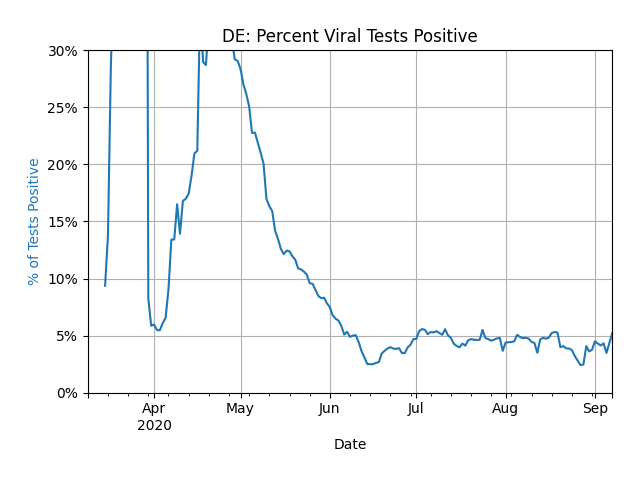 DE: Percent Viral Tests Positive
30%
25%
20%
15%
10%
5%
0%
% of Tests Positive
Apr May Jun Jul Aug Sep
2020
Date